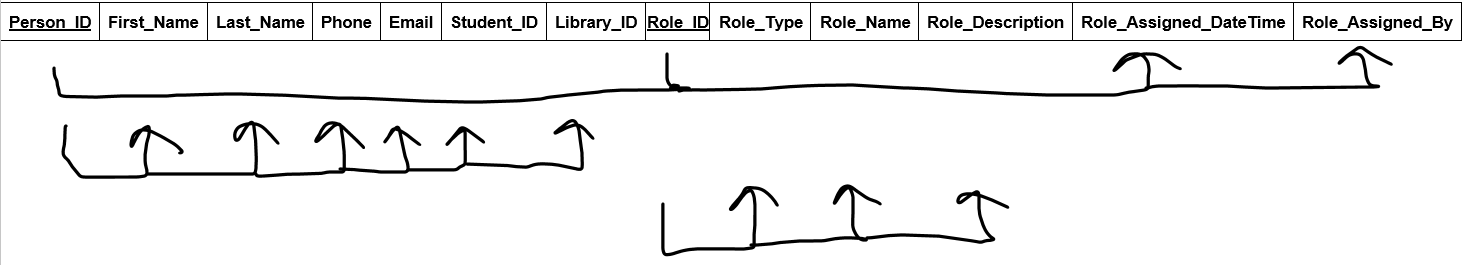 Person_ID First_Name Last_Name Phone Email Student_ID Library_ID Role_ID Role_Type Role_Name Role_Description Role_Assigned_DateTime Role_Assigned_By